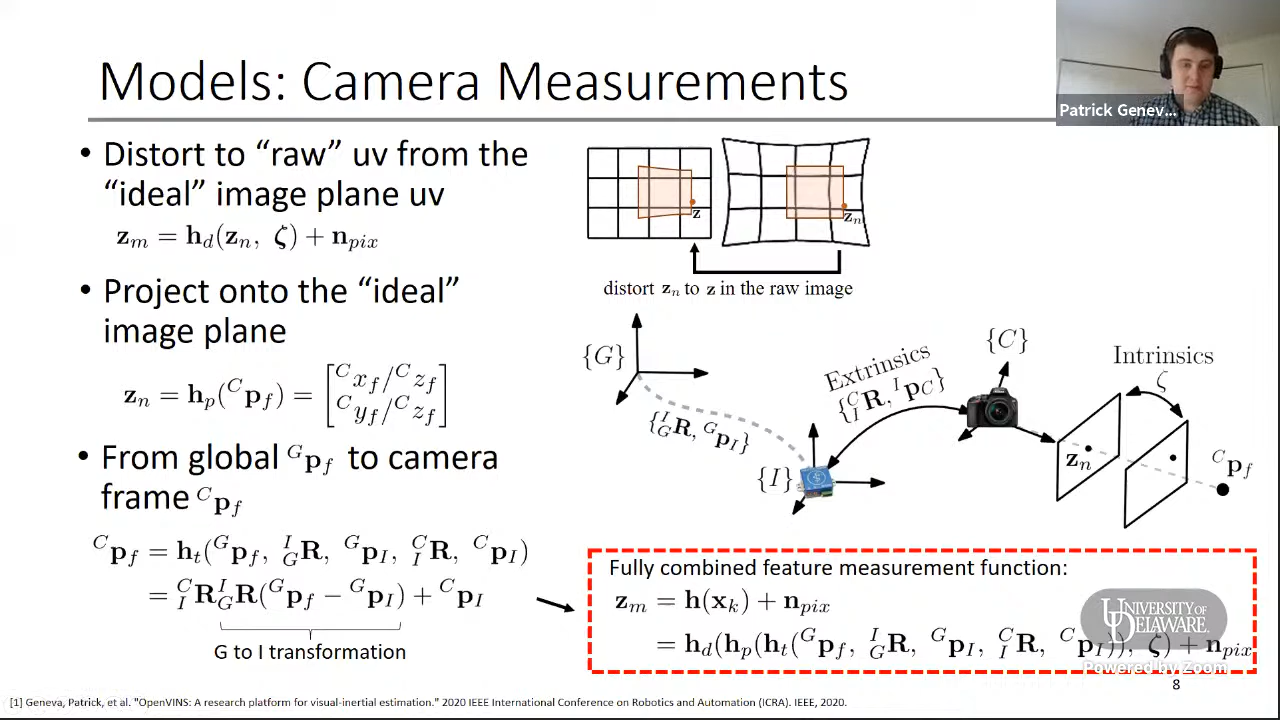 Models: Camera Measurements
Patrick Genev...
• Distort to "raw" uv from the
"ideal" image plane uv
z_m = h_d(z_n, ζ) + n_pix
• Project onto the "ideal"
image plane
z_n = h_p(^C p_f) = [^C x_f/^C z_f
^C y_f/^C z_f]
• From global ^G p_f to camera
frame ^C p_f
^C p_f = h_t(^G p_f, ^I_G R, ^G p_I, ^C_I R, ^C p_I)
= ^C_I R ^I_G R(^G p_f − ^G p_I) + ^C p_I
G to I transformation
z
z_n
distort z_n to z in the raw image
{G}
{^I_G R, ^G p_I}
{I}
Extrinsics
{^C_I R, ^I p_C}
{C}
Intrinsics
ζ
z_n
^C p_f
Fully combined feature measurement function:
z_m = h(x_k) + n_pix
= h_d(h_p(h_t(^G p_f, ^I_G R, ^G p_I, ^C_I R, ^C p_I)), ζ) + n_pix
UNIVERSITY OF
DELAWARE.
Powered by Zoom
8
[1] Geneva, Patrick, et al. "OpenVINS: A research platform for visual-inertial estimation." 2020 IEEE International Conference on Robotics and Automation (ICRA). IEEE, 2020.